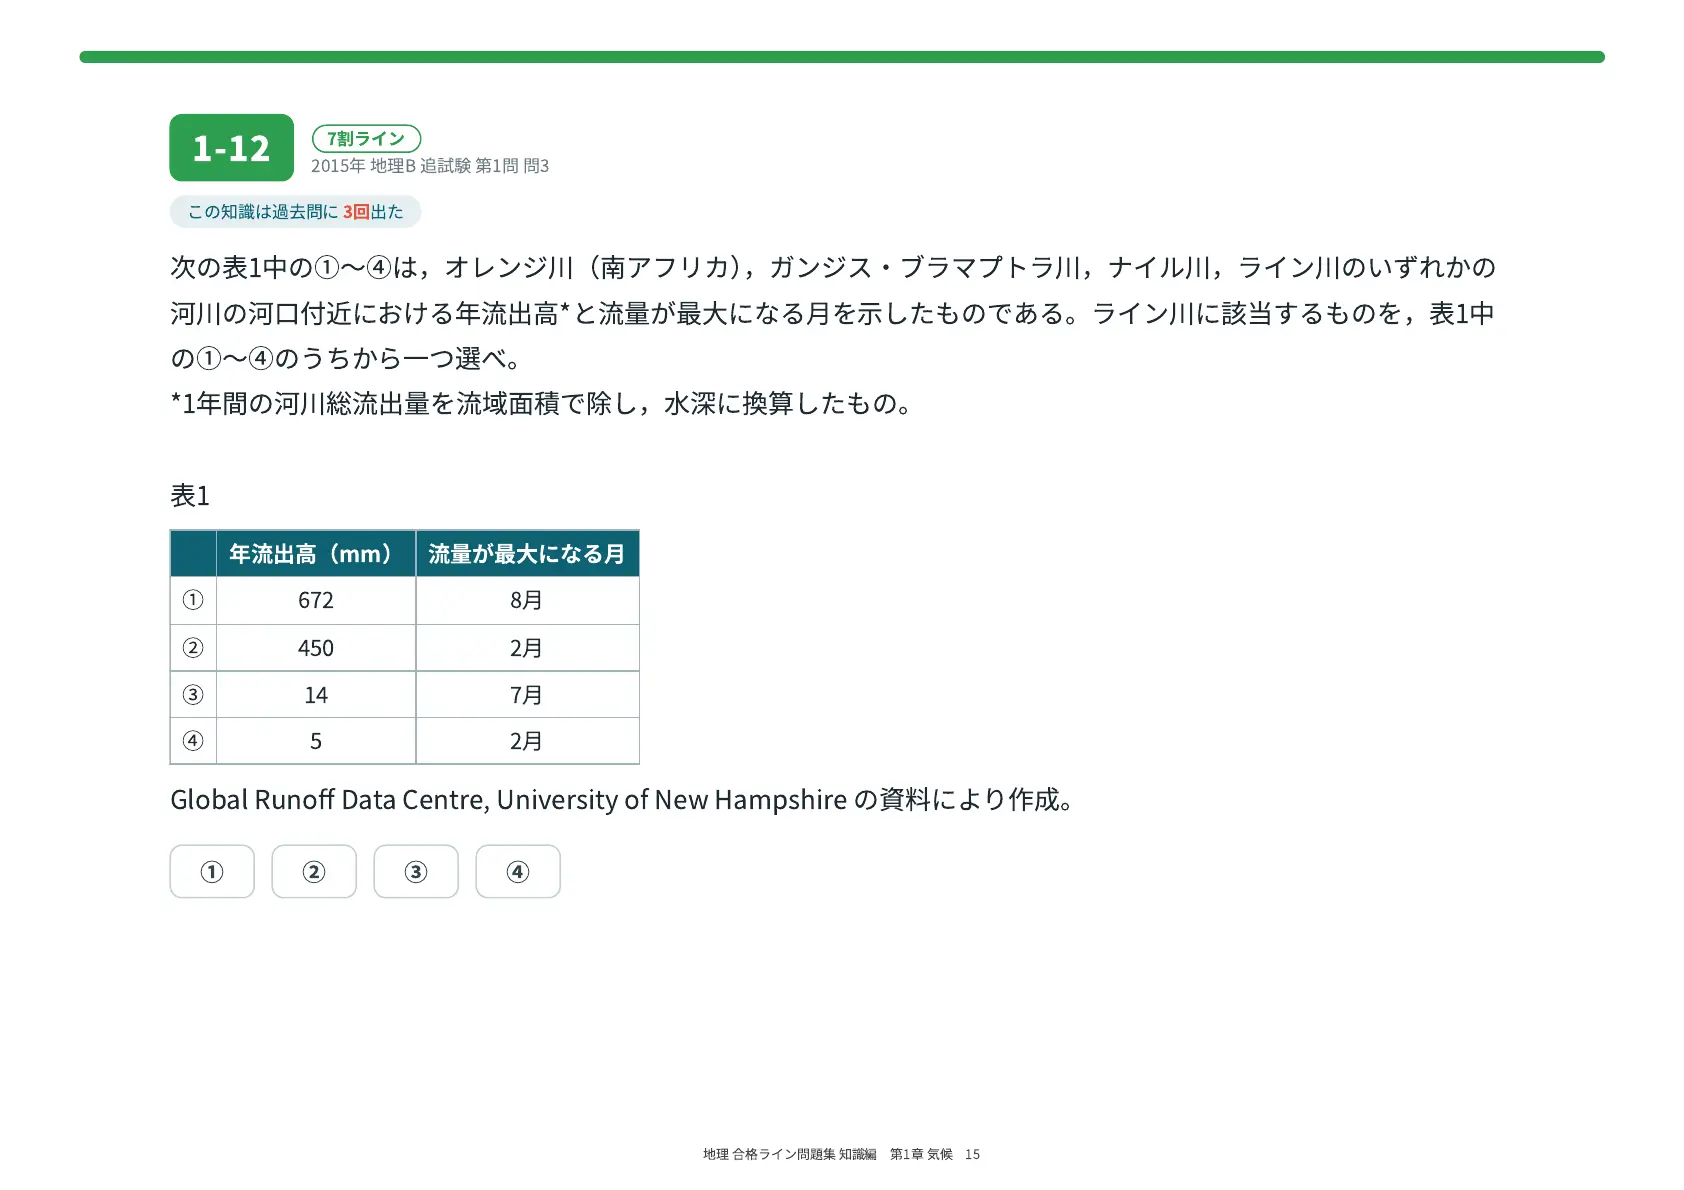 1-12
7割ライン
2015年 地理B 追試験 第1問 問3
この知識は過去問に 3回出た
次の表1中の①〜④は，オレンジ川（南アフリカ），ガンジス・ブラマプトラ川，ナイル川，ライン川のいずれかの
河川の河口付近における年流出高*と流量が最大になる月を示したものである。ライン川に該当するものを，表1中
の①〜④のうちから一つ選べ。
*1年間の河川総流出量を流域面積で除し，水深に換算したもの。
表1
年流出高（mm） 流量が最大になる月
① 672 8月
② 450 2月
③ 14 7月
④ 5 2月
Global Runoff Data Centre, University of New Hampshire の資料により作成。
① ② ③ ④
地理 合格ライン問題集 知識編 第1章 気候 15